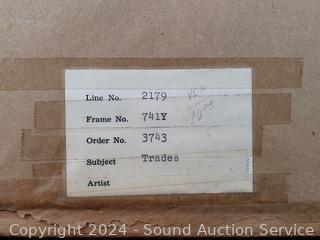 Line No. 2179
Frame No. 741Y
Order No. 3743
Subject Trades
Artist
Copyright © 2024 - Sound Auction Service